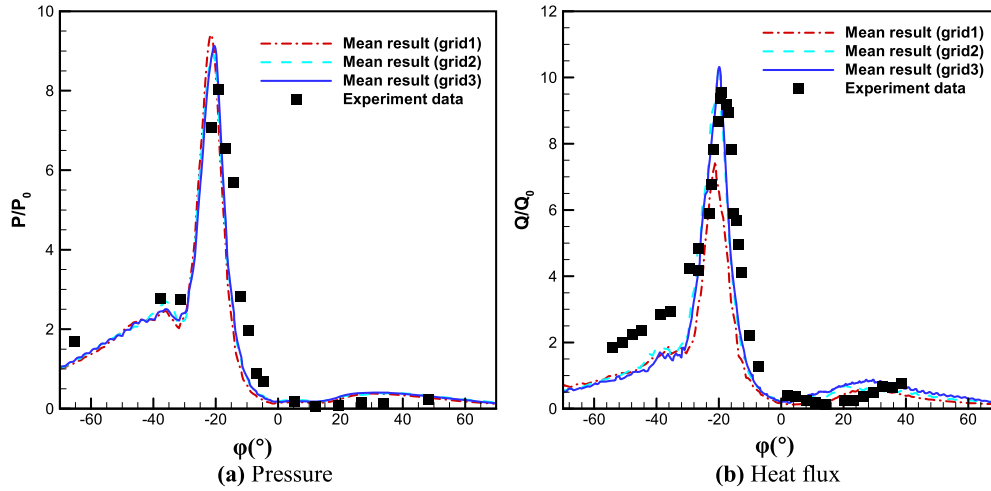 P/P0
10
8
6
4
2
0
-60
-40
-20
0
20
40
60
φ(°)
Mean result (grid1)
Mean result (grid2)
Mean result (grid3)
Experiment data
(a) Pressure
Q/Q0
12
10
8
6
4
2
0
-60
-40
-20
0
20
40
60
φ(°)
Mean result (grid1)
Mean result (grid2)
Mean result (grid3)
Experiment data
(b) Heat flux